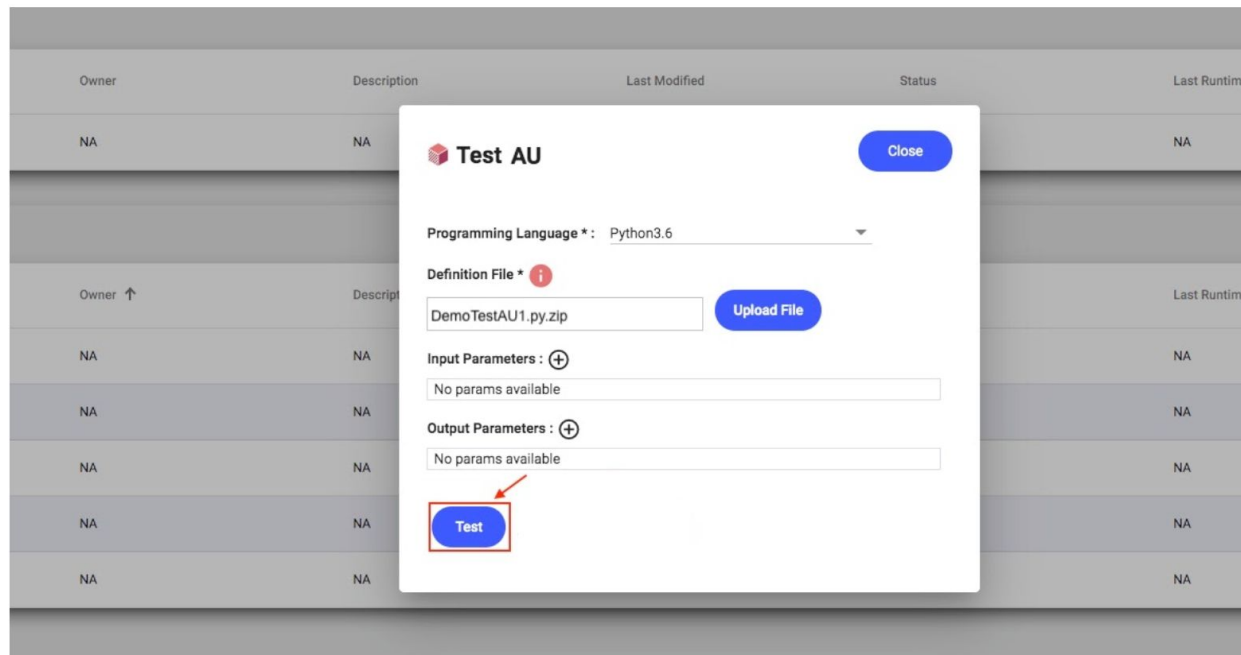 Owner Description Last Modified Status Last Runtim
NA NA NA
Test AU
Close
Programming Language * : Python3.6
Definition File * i
DemoTestAU1.py.zip Upload File
Input Parameters :
No params available
Output Parameters :
No params available
Test
Owner Descript Last Runtim
NA NA NA
NA NA NA
NA NA NA
NA NA NA
NA NA NA